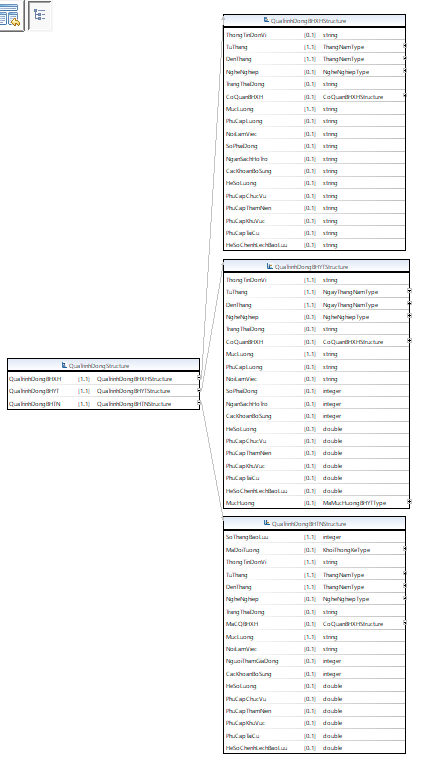 QuaTrinhDongBHXHStructure
ThongTinDonVi [1..1] string
TuThang [1..1] ThangNamType
DenThang [0..1] ThangNamType
NgheNghiep [0..1] NgheNghiepType
TrangThaiDong [0..1] string
CoQuanBHXH [0..1] CoQuanBHXHStructure
MucLuong [1..1] string
PhuCapLuong [0..1] string
NoiLamViec [0..1] string
SoPhaiDong [0..1] string
NganSachHoTro [0..1] string
CacKhoanBoSung [0..1] string
HeSoLuong [0..1] string
PhuCapChucVu [0..1] string
PhuCapThamNien [0..1] string
PhuCapKhuVuc [0..1] string
PhuCapTaiCu [0..1] string
HeSoChenhLechBaoLuu [0..1] string
QuaTrinhDongBHYTStructure
ThongTinDonVi [1..1] string
TuThang [1..1] NgayThangNamType
DenThang [0..1] NgayThangNamType
NgheNghiep [0..1] NgheNghiepType
TrangThaiDong [0..1] string
CoQuanBHXH [0..1] CoQuanBHXHStructure
MucLuong [1..1] string
PhuCapLuong [0..1] string
NoiLamViec [0..1] string
SoPhaiDong [0..1] integer
NganSachHoTro [0..1] integer
CacKhoanBoSung [0..1] integer
HeSoLuong [0..1] double
PhuCapChucVu [0..1] double
PhuCapThamNien [0..1] double
PhuCapKhuVuc [0..1] double
PhuCapTaiCu [0..1] double
HeSoChenhLechBaoLuu [0..1] double
MucHuong [0..1] MaMucHuongBHYTType
QuaTrinhDongStructure
QuaTrinhDongBHXH [1..1] QuaTrinhDongBHXHStructure
QuaTrinhDongBHYT [1..1] QuaTrinhDongBHYTStructure
QuaTrinhDongBHTN [1..1] QuaTrinhDongBHTNStructure
QuaTrinhDongBHTNStructure
SoThangBaoLuu [1..1] integer
MaDoiTuong [0..1] KhoiThongKeType
ThongTinDonVi [1..1] string
TuThang [1..1] ThangNamType
DenThang [0..1] ThangNamType
NgheNghiep [0..1] NgheNghiepType
TrangThaiDong [0..1] string
MaCQBHXH [0..1] CoQuanBHXHStructure
MucLuong [1..1] string
NoiLamViec [0..1] string
NguoiThamGiaDong [0..1] integer
CacKhoanBoSung [0..1] integer
HeSoLuong [0..1] double
PhuCapChucVu [0..1] double
PhuCapThamNien [0..1] double
PhuCapKhuVuc [0..1] double
PhuCapTaiCu [0..1] double
HeSoChenhLechBaoLuu [0..1] double